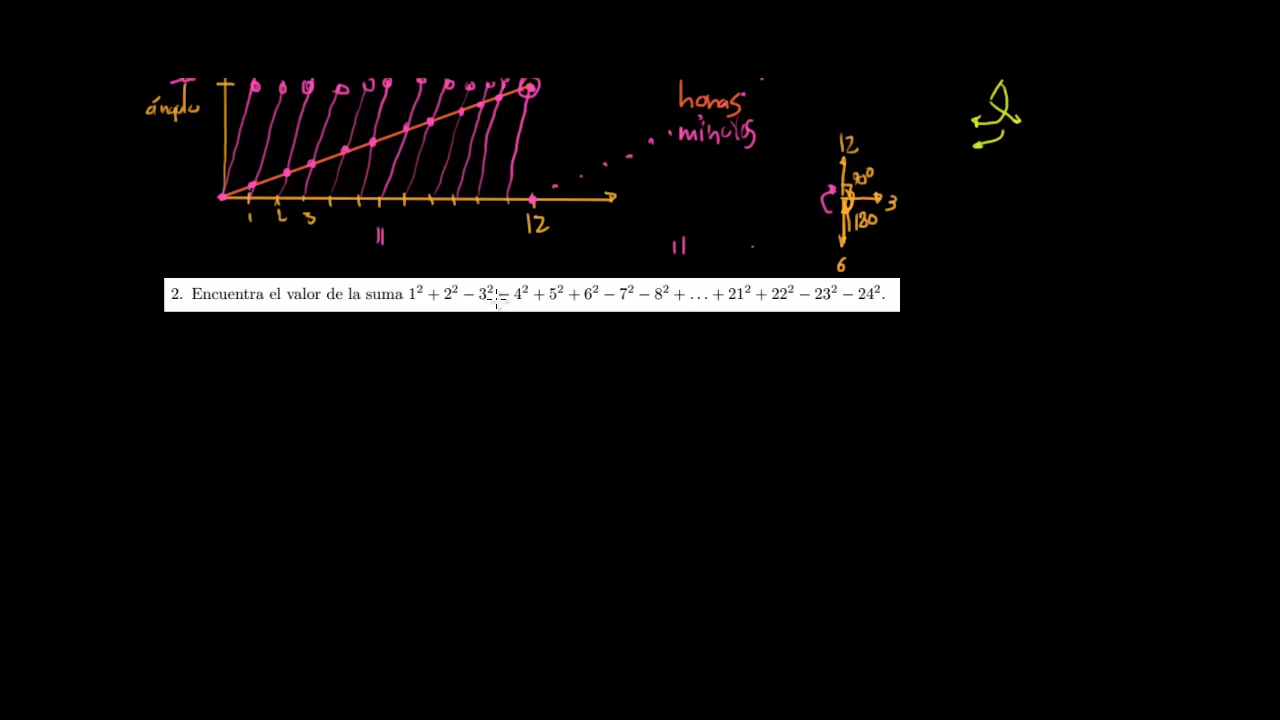 ángulo
horas
minutos
1 2 3
12
11
11
12
90°
3
180
6
2. Encuentra el valor de la suma 1² + 2² − 3² − 4² + 5² + 6² − 7² − 8² + … + 21² + 22² − 23² − 24².